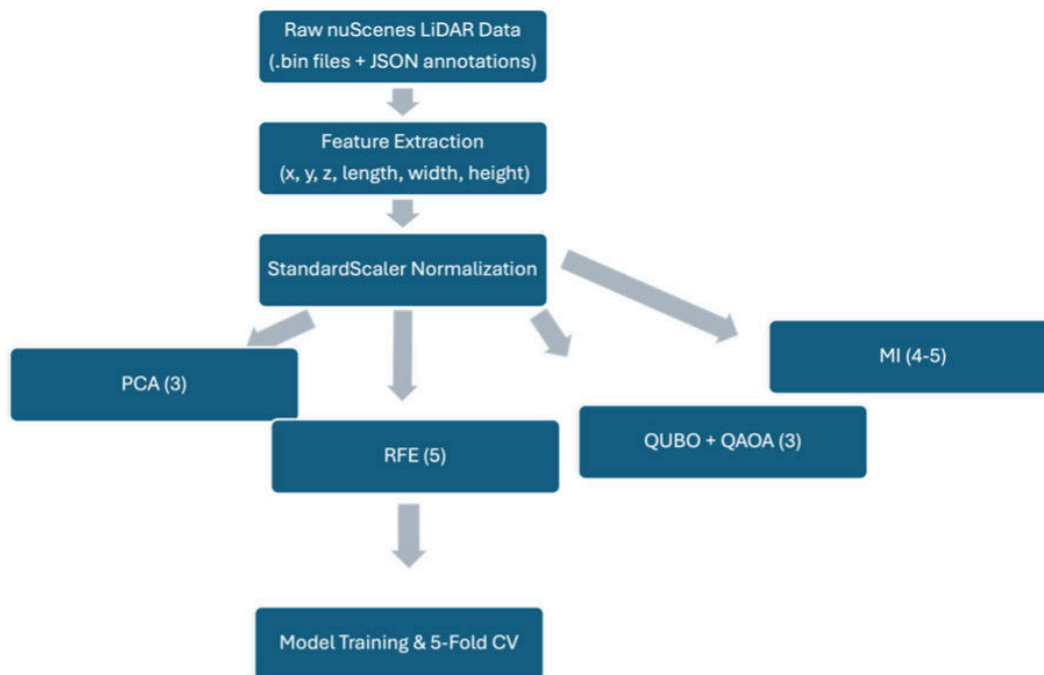 Raw nuScenes LiDAR Data
(.bin files + JSON annotations)
Feature Extraction
(x, y, z, length, width, height)
StandardScaler Normalization
PCA (3)
RFE (5)
QUBO + QAOA (3)
MI (4-5)
Model Training & 5-Fold CV